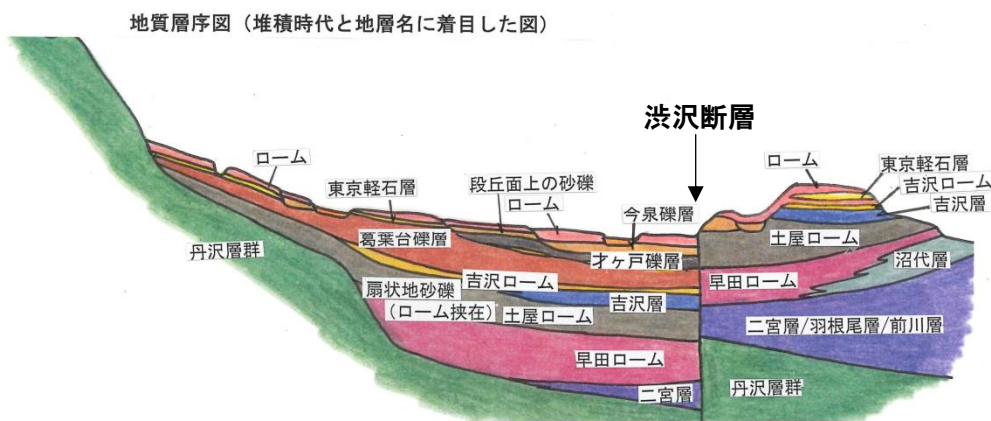 地質層序図（堆積時代と地層名に着目した図）
渋沢断層
ローム
東京軽石層
段丘面上の砂礫
ローム
今泉礫層
ローム
東京軽石層
吉沢ローム
吉沢層
葛葉台礫層
才ヶ戸礫層
土屋ローム
丹沢層群
吉沢ローム
沼代層
扇状地砂礫
（ローム挟在）
吉沢層
早田ローム
土屋ローム
二宮層/羽根尾層/前川層
早田ローム
二宮層
丹沢層群